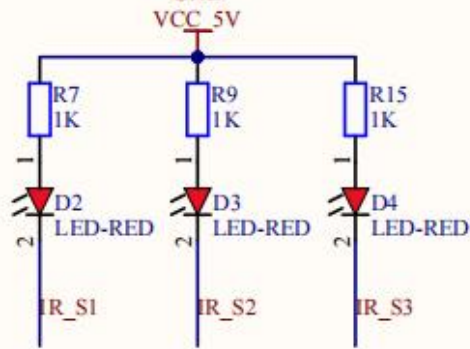 VCC_5V
R7
1K
R9
1K
R15
1K
1
1
1
D2
LED-RED
D3
LED-RED
D4
LED-RED
2
2
2
IR_S1
IR_S2
IR_S3